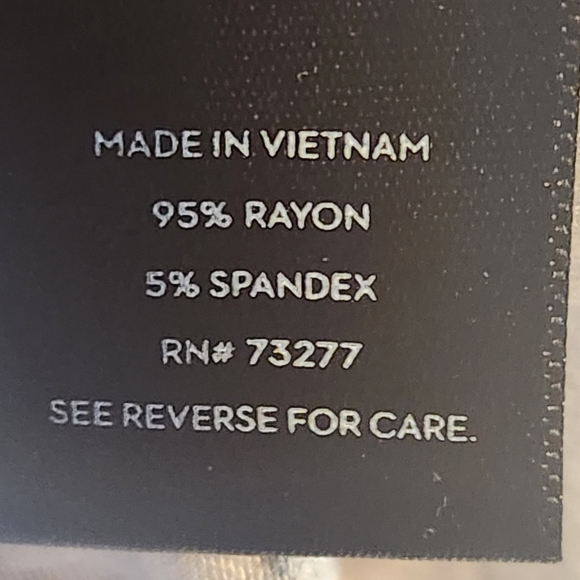 MADE IN VIETNAM
95% RAYON
5% SPANDEX
RN# 73277
SEE REVERSE FOR CARE.